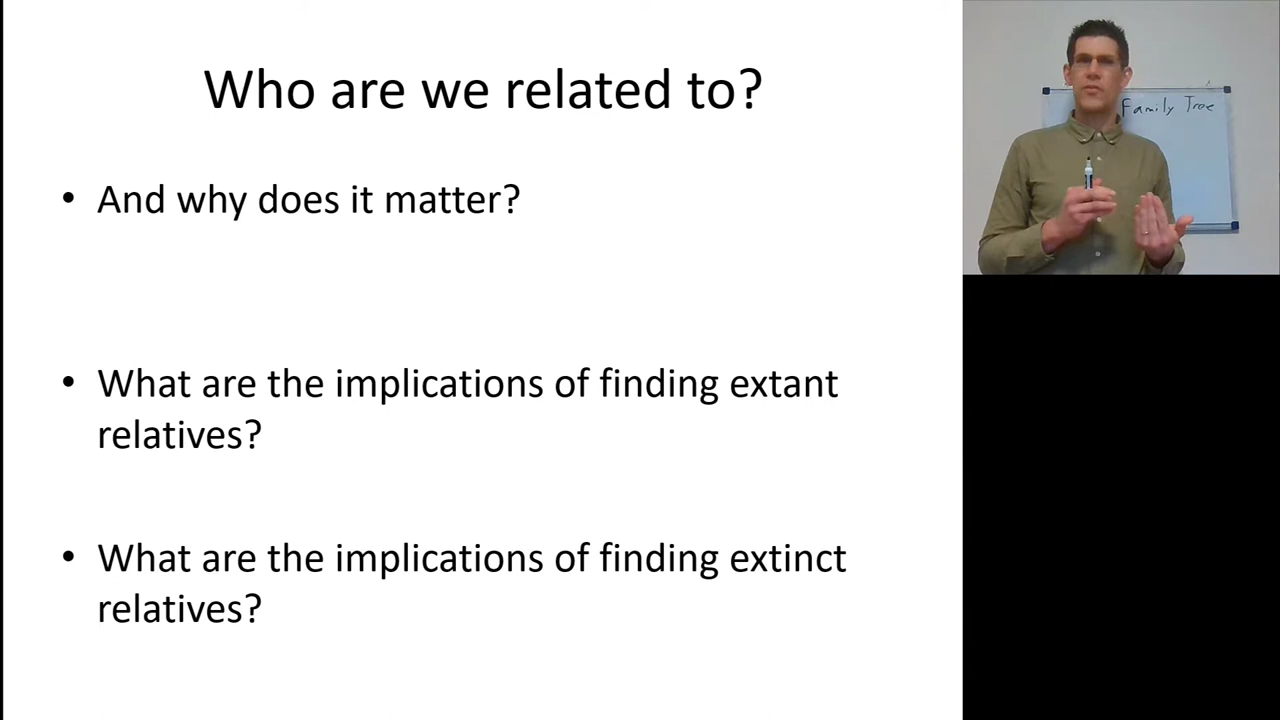 Who are we related to?
• And why does it matter?
• What are the implications of finding extant
relatives?
• What are the implications of finding extinct
relatives?
Family Tree